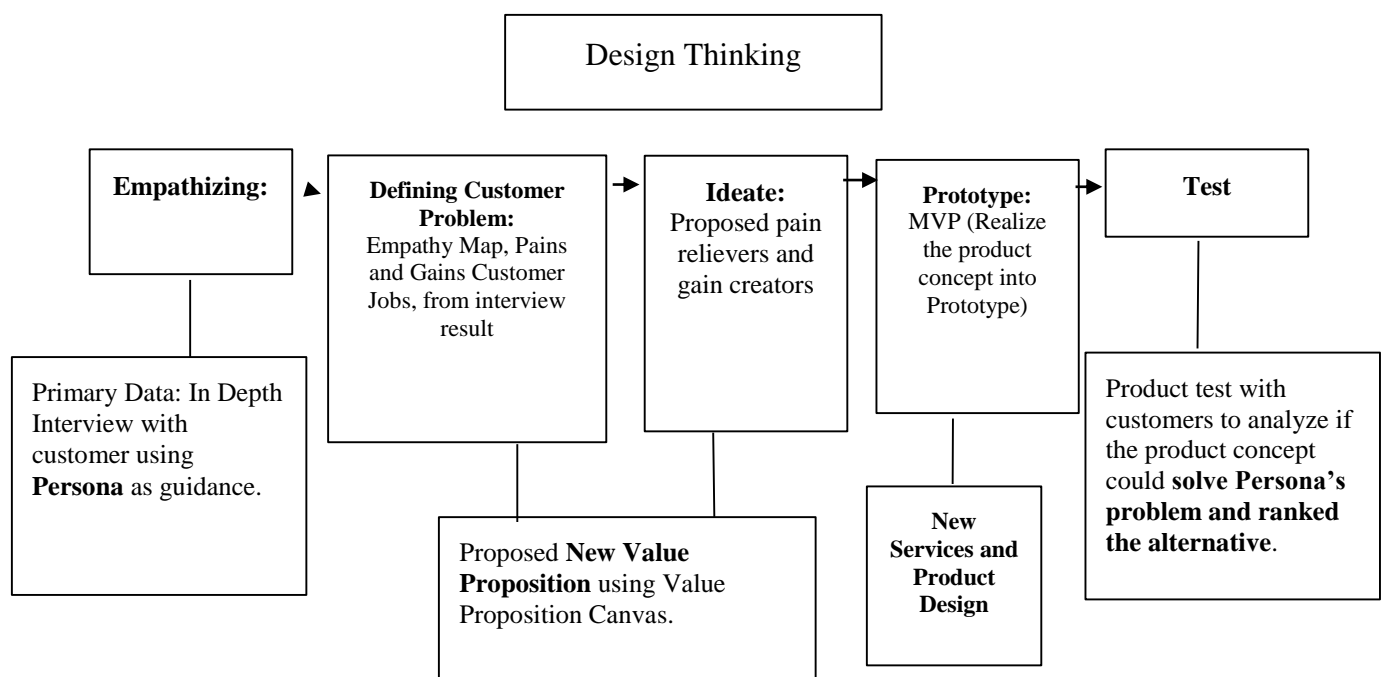 Design Thinking
Empathizing:
Defining Customer
Problem:
Empathy Map, Pains
and Gains Customer
Jobs, from interview
result
Ideate:
Proposed pain
relievers and
gain creators
Prototype:
MVP (Realize
the product
concept into
Prototype)
Test
Primary Data: In Depth
Interview with
customer using
Persona as guidance.
Proposed New Value
Proposition using Value
Proposition Canvas.
New
Services and
Product
Design
Product test with
customers to analyze if
the product concept
could solve Persona’s
problem and ranked
the alternative.